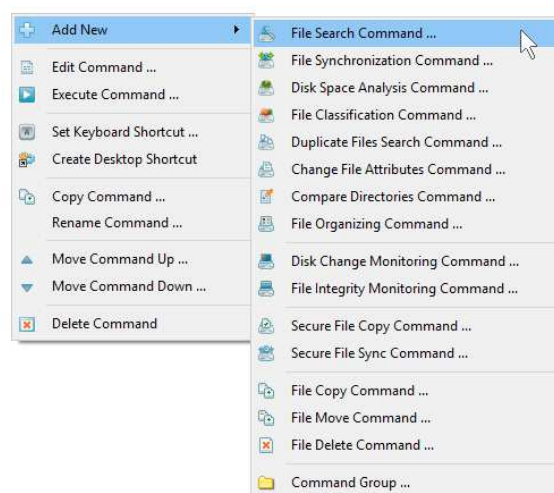 Add New
Edit Command ...
Execute Command ...
Set Keyboard Shortcut ...
Create Desktop Shortcut
Copy Command ...
Rename Command ...
Move Command Up ...
Move Command Down ...
Delete Command
File Search Command ...
File Synchronization Command ...
Disk Space Analysis Command ...
File Classification Command ...
Duplicate Files Search Command ...
Change File Attributes Command ...
Compare Directories Command ...
File Organizing Command ...
Disk Change Monitoring Command ...
File Integrity Monitoring Command ...
Secure File Copy Command ...
Secure File Sync Command ...
File Copy Command ...
File Move Command ...
File Delete Command ...
Command Group ...